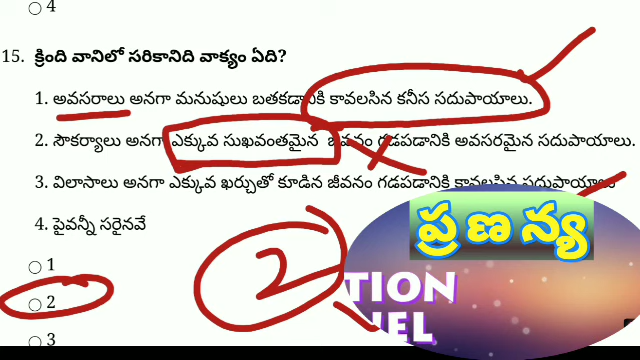 4
15. క్రింది వానిలో సరికానిది వాక్యం ఏది?
1. అవసరాలు అనగా మనుషులు బతకడానికి కావలసిన కనీస సదుపాయాలు.
2. సౌకర్యాలు అనగా ఎక్కువ సుఖవంతమైన జీవనం గడపడానికి అవసరమైన సదుపాయాలు.
3. విలాసాలు అనగా ఎక్కువ ఖర్చుతో కూడిన జీవనం గడపడానికి కావలసిన సదుపాయాలు
4. పైవన్నీ సరైనవే
1
2
2
3
ప్రణన్య
TION